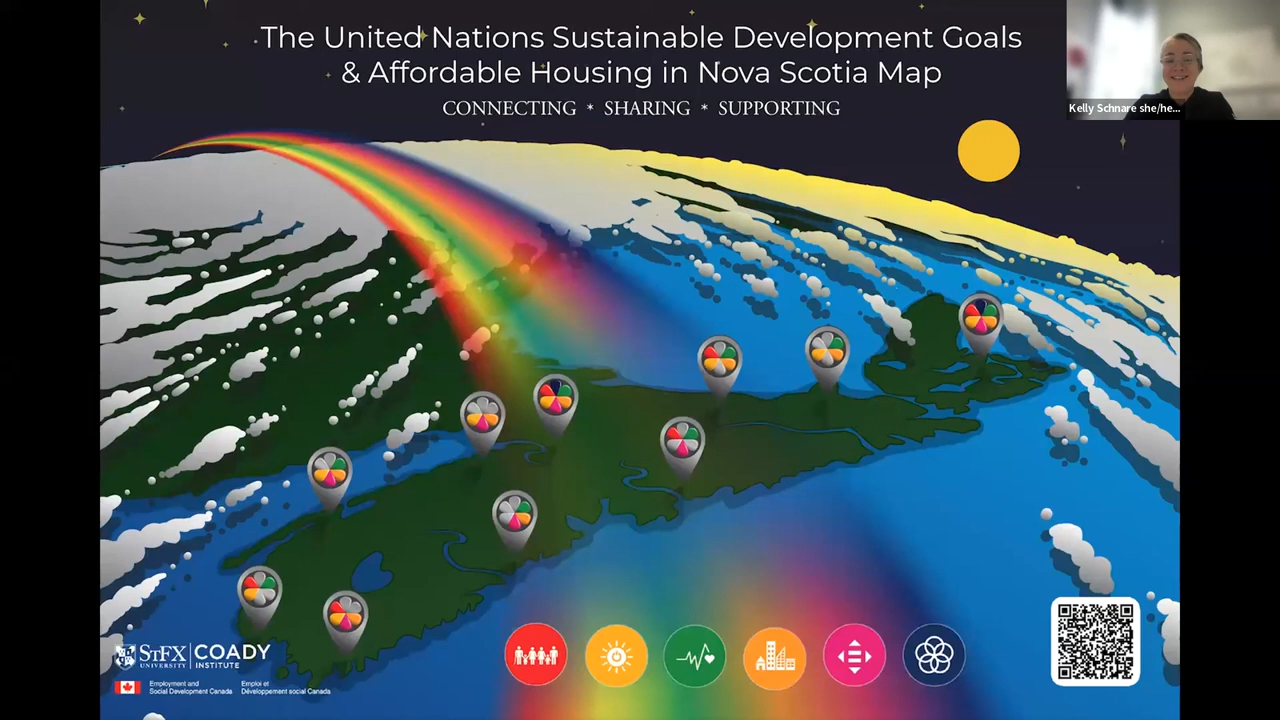 The United Nations Sustainable Development Goals
& Affordable Housing in Nova Scotia Map
CONNECTING * SHARING * SUPPORTING
Kelly Schnare she/he...
STFX
UNIVERSITY
COADY
INSTITUTE
Employment and
Social Development Canada
Emploi et
Développement social Canada